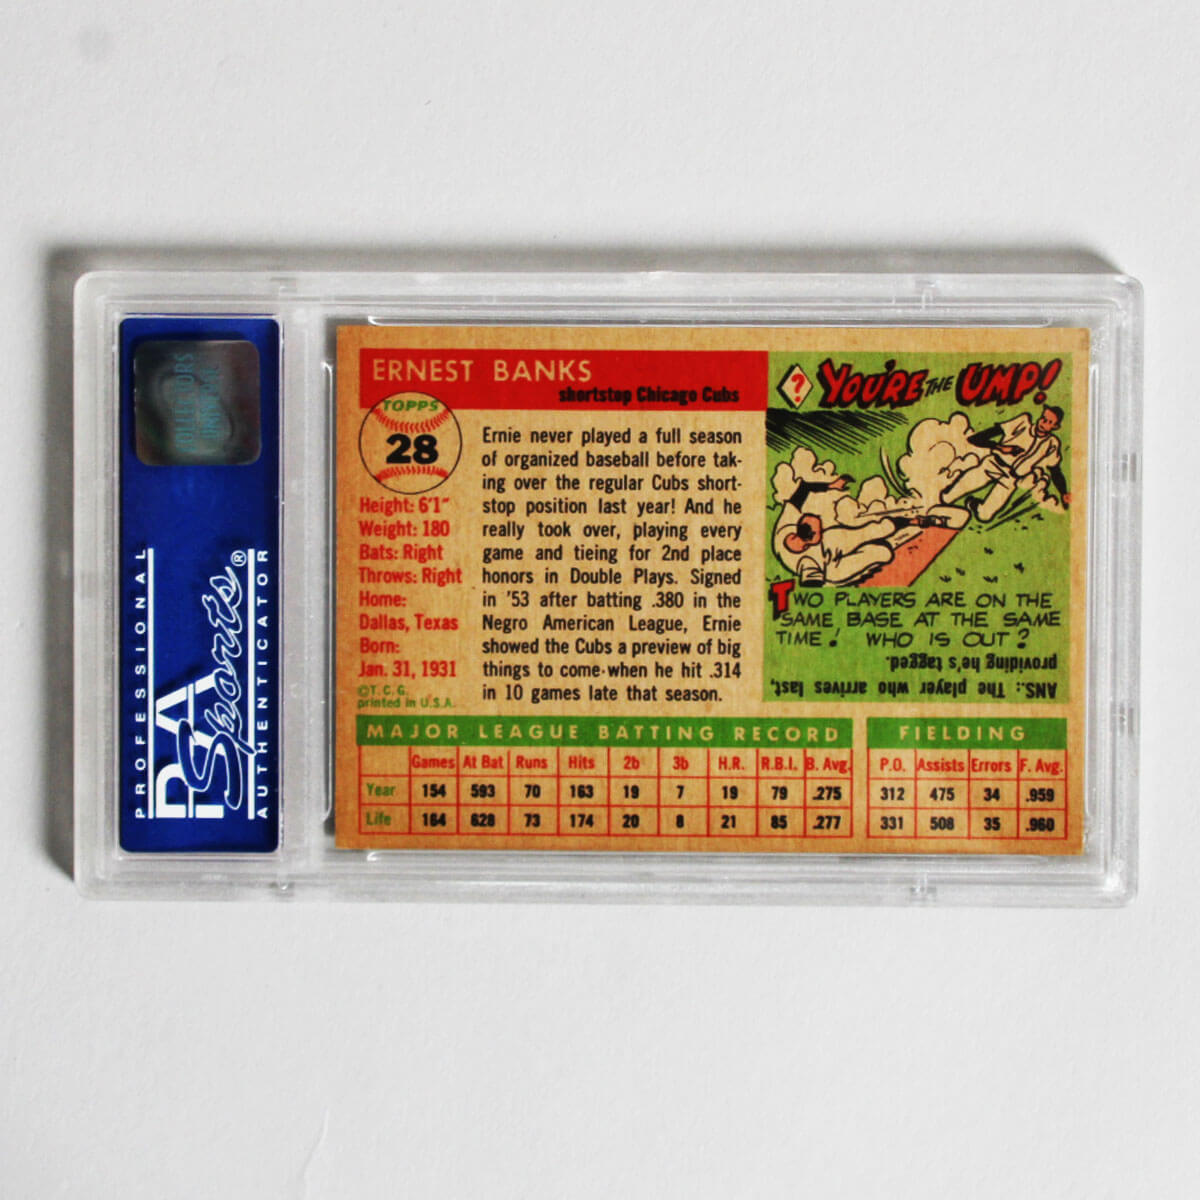 COLLECTORS UNIVERSE
PROFESSIONAL
PSA
Sports®
AUTHENTICATOR
ERNEST BANKS
shortstop Chicago Cubs
TOPPS
28
Height: 6'1"
Weight: 180
Bats: Right
Throws: Right
Home:
Dallas, Texas
Born:
Jan. 31, 1931
©T.C.G.
printed in U.S.A.
Ernie never played a full season
of organized baseball before tak-
ing over the regular Cubs short-
stop position last year! And he
really took over, playing every
game and tieing for 2nd place
honors in Double Plays. Signed
in '53 after batting .380 in the
Negro American League, Ernie
showed the Cubs a preview of big
things to come-when he hit .314
in 10 games late that season.
? YOU'RE THE UMP!
TWO PLAYERS ARE ON THE
SAME BASE AT THE SAME
TIME! WHO IS OUT?
ANS.: The player who arrives last,
providing he's tagged.
MAJOR LEAGUE BATTING RECORD
Games At Bat Runs Hits 2b 3b H.R. R.B.I. B. Avg.
Year 154 593 70 163 19 7 19 79 .275
Life 164 628 73 174 20 8 21 85 .277
FIELDING
P.O. Assists Errors F. Avg.
312 475 34 .959
331 508 35 .960